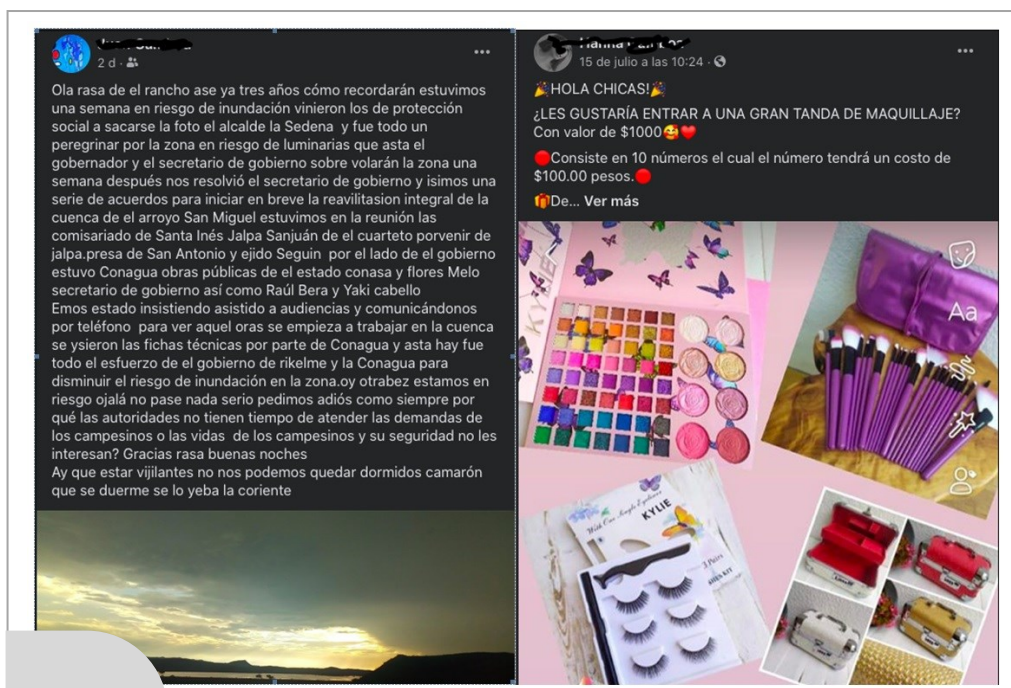 2 d ·
Ola rasa de el rancho ase ya tres años cómo recordarán estuvimos
una semana en riesgo de inundación vinieron los de protección
social a sacarse la foto el alcalde la Sedena y fue todo un
peregrinar por la zona en riesgo de luminarias que asta el
gobernador y el secretario de gobierno sobre volarán la zona una
semana después nos resolvió el secretario de gobierno y isimos una
serie de acuerdos para iniciar en breve la reavilitasion integral de la
cuenca de el arroyo San Miguel estuvimos en la reunión las
comisariado de Santa Inés Jalpa Sanjuán de el cuarteto porvenir de
jalpa.presa de San Antonio y ejido Seguin por el lado de el gobierno
estuvo Conagua obras públicas de el estado conasa y flores Melo
secretario de gobierno así como Raúl Bera y Yaki cabello
Emos estado insistiendo asistido a audiencias y comunicándonos
por teléfono para ver aquel oras se empieza a trabajar en la cuenca
se ysieron las fichas técnicas por parte de Conagua y asta hay fue
todo el esfuerzo de el gobierno de rikelme y la Conagua para
disminuir el riesgo de inundación en la zona.oy otrabez estamos en
riesgo ojalá no pase nada serio pedimos adiós como siempre por
qué las autoridades no tienen tiempo de atender las demandas de
los campesinos o las vidas de los campesinos y su seguridad no les
interesan? Gracias rasa buenas noches
Ay que estar vijilantes no nos podemos quedar dormidos camarón
que se duerme se lo yeba la coriente
15 de julio a las 10:24 ·
🎉HOLA CHICAS!🎉
¿LES GUSTARÍA ENTRAR A UNA GRAN TANDA DE MAQUILLAJE?
Con valor de $1000🥰❤️
🔴Consiste en 10 números el cual el número tendrá un costo de
$100.00 pesos.🔴
🎁De... Ver más
KYLIE
Aa
KYLIE
3 Pairs